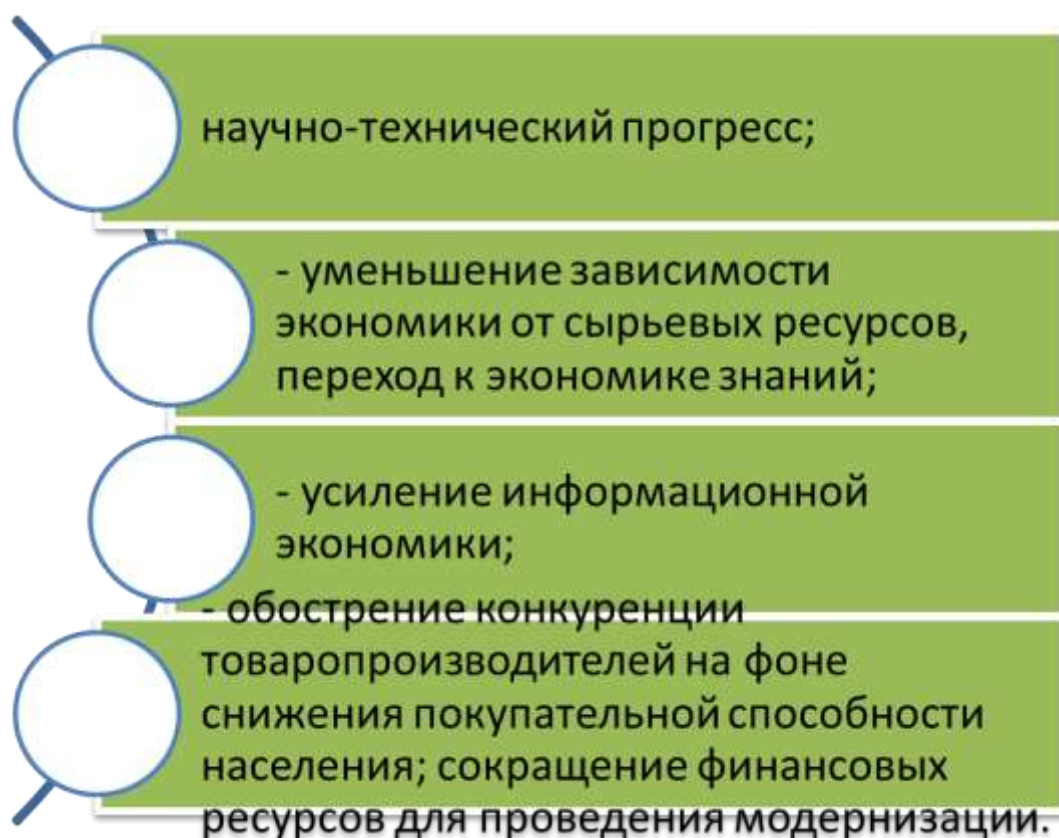 научно-технический прогресс;
- уменьшение зависимости
экономики от сырьевых ресурсов,
переход к экономике знаний;
- усиление информационной
экономики;
- обострение конкуренции
товаропроизводителей на фоне
снижения покупательной способности
населения; сокращение финансовых
ресурсов для проведения модернизации.